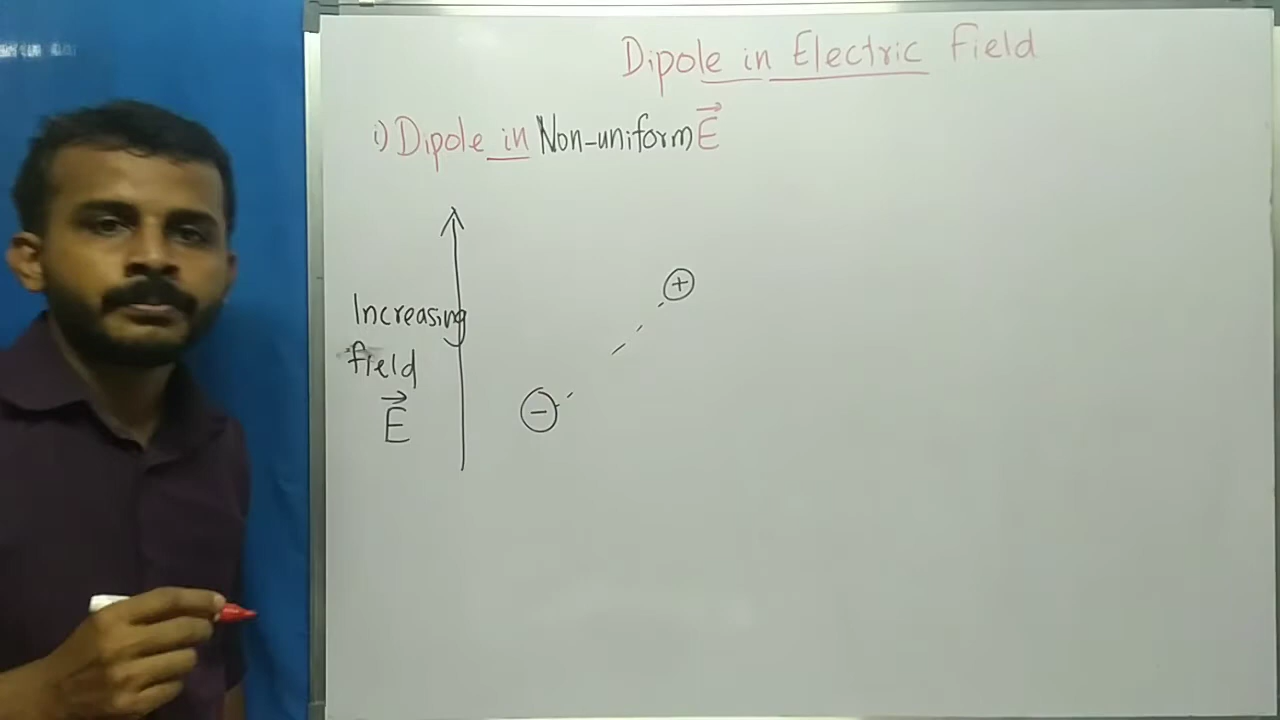 Dipole in Electric Field
i) Dipole in Non-uniform E⃗
Increasing
field
E⃗
+
−